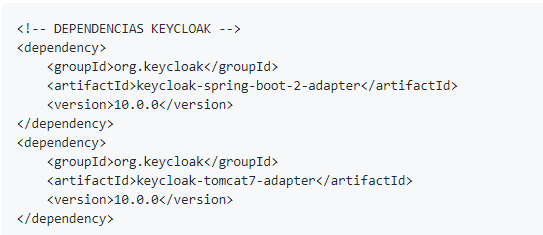 <!-- DEPENDENCIAS KEYCLOAK -->
<dependency>
    <groupId>org.keycloak</groupId>
    <artifactId>keycloak-spring-boot-2-adapter</artifactId>
    <version>10.0.0</version>
</dependency>
<dependency>
    <groupId>org.keycloak</groupId>
    <artifactId>keycloak-tomcat7-adapter</artifactId>
    <version>10.0.0</version>
</dependency>